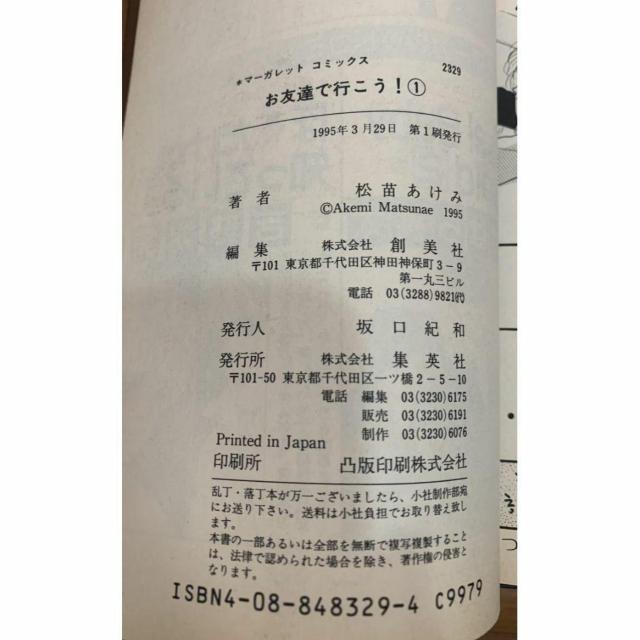 *マーガレット コミックス 2329
お友達で行こう!①
1995年3月29日 第1刷発行
著者 松苗あけみ
©Akemi Matsunae 1995
編集 株式会社 創美社
〒101 東京都千代田区神田神保町3-9
第一丸三ビル
電話 03(3288)9821(代)
発行人 坂口紀和
発行所 株式会社 集英社
〒101-50 東京都千代田区一ツ橋2-5-10
電話 編集 03(3230)6175
販売 03(3230)6191
制作 03(3230)6076
Printed in Japan
印刷所 凸版印刷株式会社
乱丁・落丁本が万一ございましたら、小社制作部宛
にお送り下さい。送料は小社負担でお取り替え致し
ます。
本書の一部あるいは全部を無断で複写複製すること
は、法律で認められた場合を除き、著作権の侵害と
なります。
ISBN4-08-848329-4 C9979